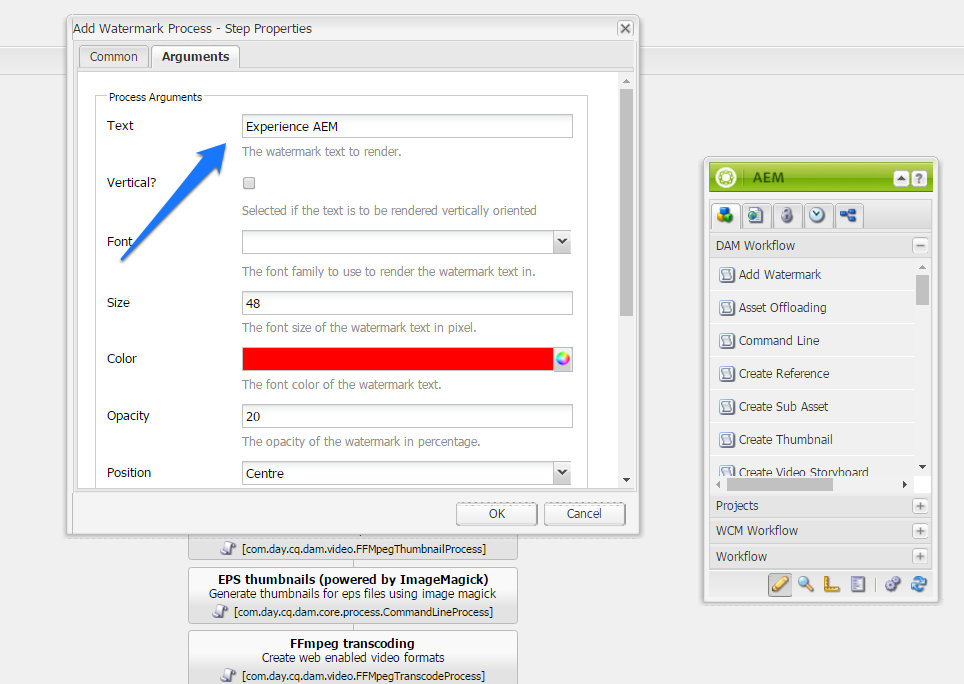 Add Watermark Process - Step Properties
Common
Arguments
Process Arguments
Text
Experience AEM
The watermark text to render.
Vertical?
Selected if the text is to be rendered vertically oriented
Font
The font family to use to render the watermark text in.
Size
48
The font size of the watermark text in pixel.
Color
The font color of the watermark text.
Opacity
20
The opacity of the watermark in percentage.
Position
Centre
OK
Cancel
[com.day.cq.dam.video.FFMpegThumbnailProcess]
EPS thumbnails (powered by ImageMagick)
Generate thumbnails for eps files using image magick
[com.day.cq.dam.core.process.CommandLineProcess]
FFmpeg transcoding
Create web enabled video formats
[com.day.cq.dam.video.FFMpegTranscodeProcess]
AEM
?
DAM Workflow
Add Watermark
Asset Offloading
Command Line
Create Reference
Create Sub Asset
Create Thumbnail
Create Video Storyboard
Projects
WCM Workflow
Workflow